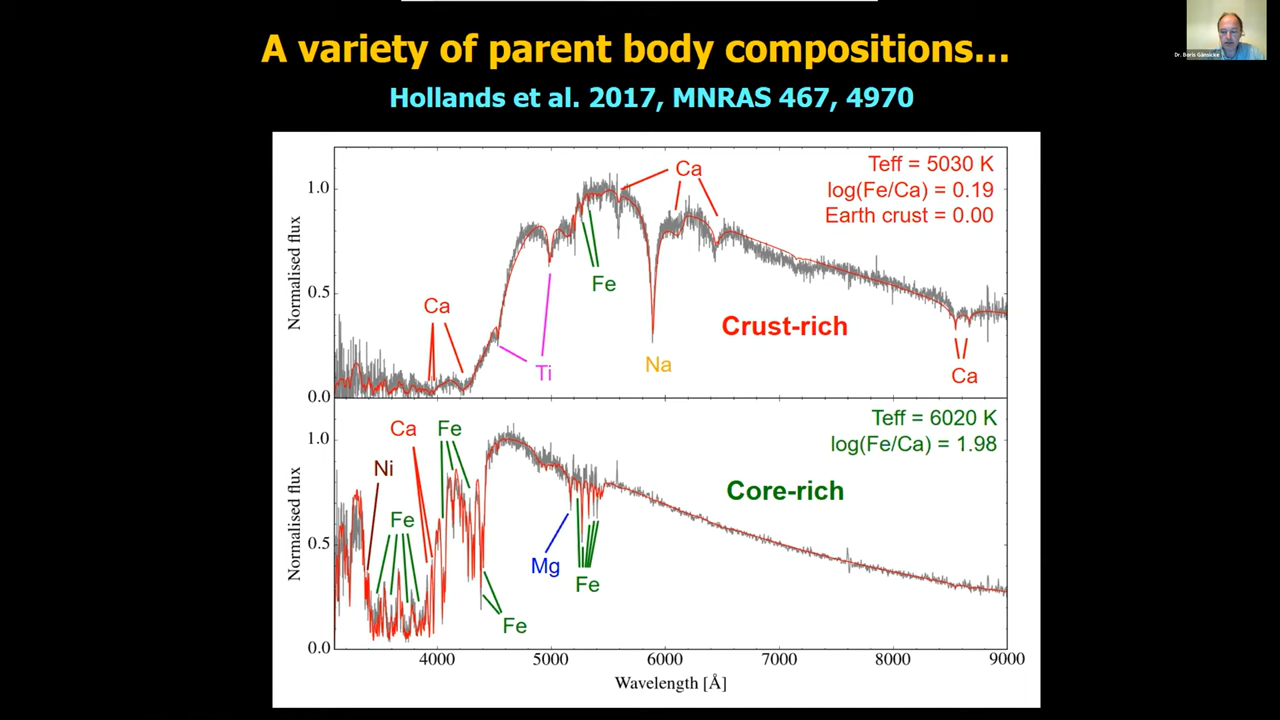 A variety of parent body compositions...
Dr. Boris Gänsicke
Hollands et al. 2017, MNRAS 467, 4970
Teff = 5030 K
log(Fe/Ca) = 0.19
Earth crust = 0.00
Ca
1.0
Normalised flux
Fe
0.5
Ca
Crust-rich
Na
Ti
Ca
0.0
Teff = 6020 K
log(Fe/Ca) = 1.98
Ca
Fe
1.0
Ni
Normalised flux
Core-rich
Fe
0.5
Mg
Fe
Fe
0.0
4000 5000 6000 7000 8000 9000
Wavelength [Å]